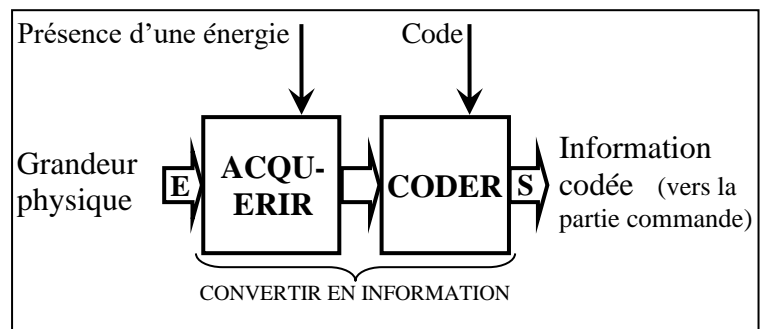 Présence d’une énergie
Code
Grandeur
physique
E
ACQU-
ERIR
CODER
S
Information
codée (vers la
partie commande)
CONVERTIR EN INFORMATION